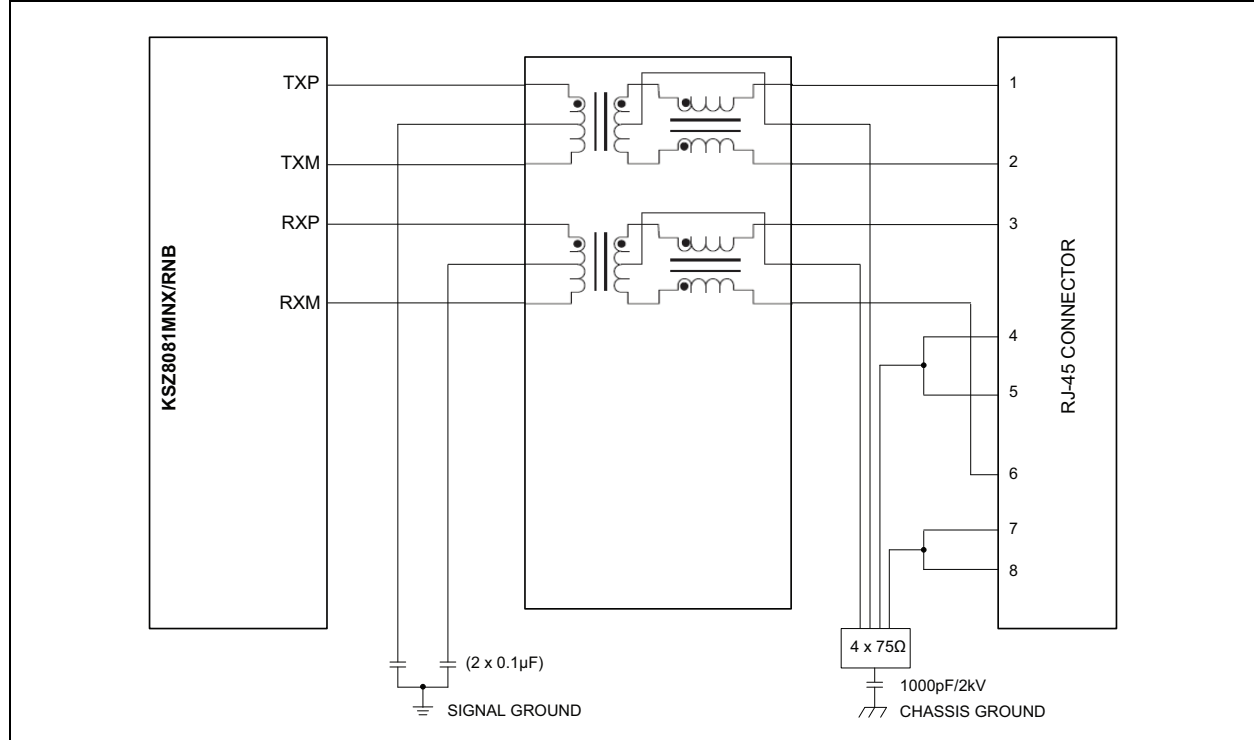 KSZ8081MNX/RNB
TXP
TXM
RXP
RXM
1
2
3
4
5
6
7
8
RJ-45 CONNECTOR
(2 x 0.1µF)
SIGNAL GROUND
4 x 75Ω
1000pF/2kV
CHASSIS GROUND